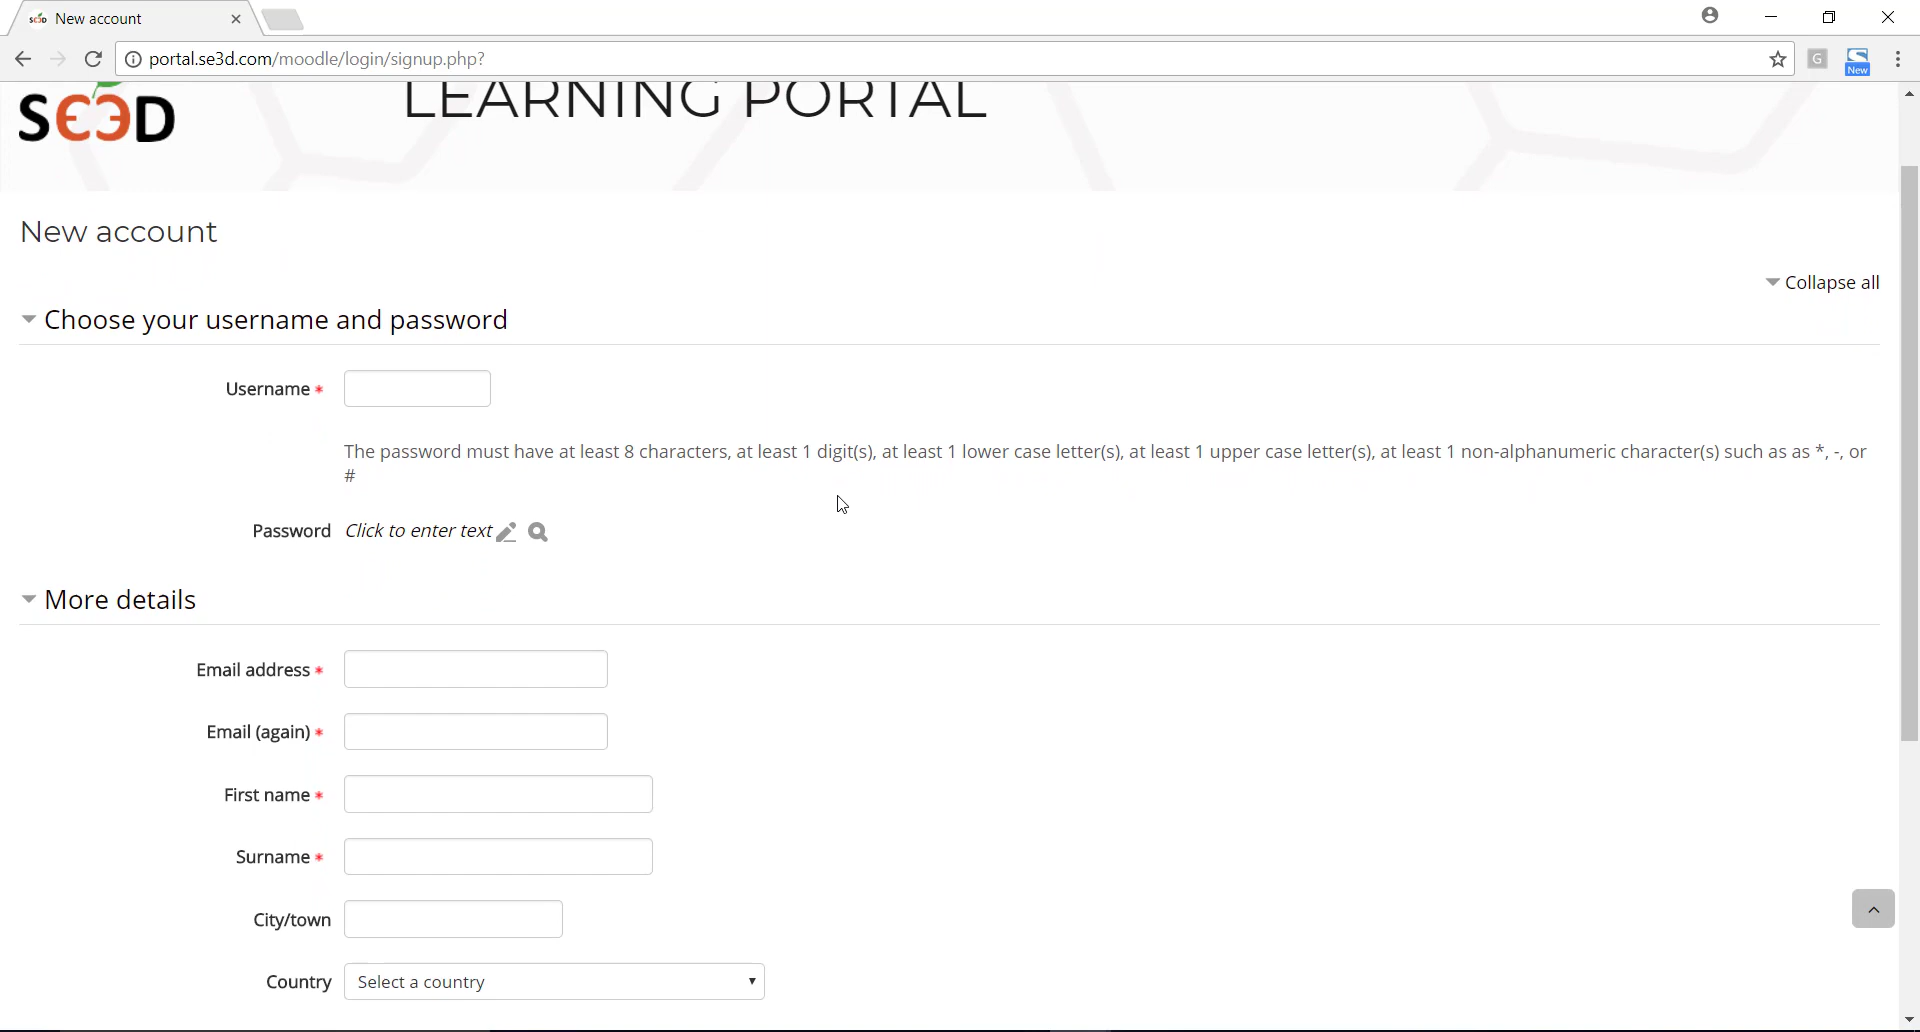 New account
portal.se3d.com/moodle/login/signup.php?
G
New
SEED
LEARNING PORTAL
New account
Collapse all
Choose your username and password
Username *
The password must have at least 8 characters, at least 1 digit(s), at least 1 lower case letter(s), at least 1 upper case letter(s), at least 1 non-alphanumeric character(s) such as as *, -, or
#
Password Click to enter text
More details
Email address *
Email (again) *
First name *
Surname *
City/town
Country Select a country